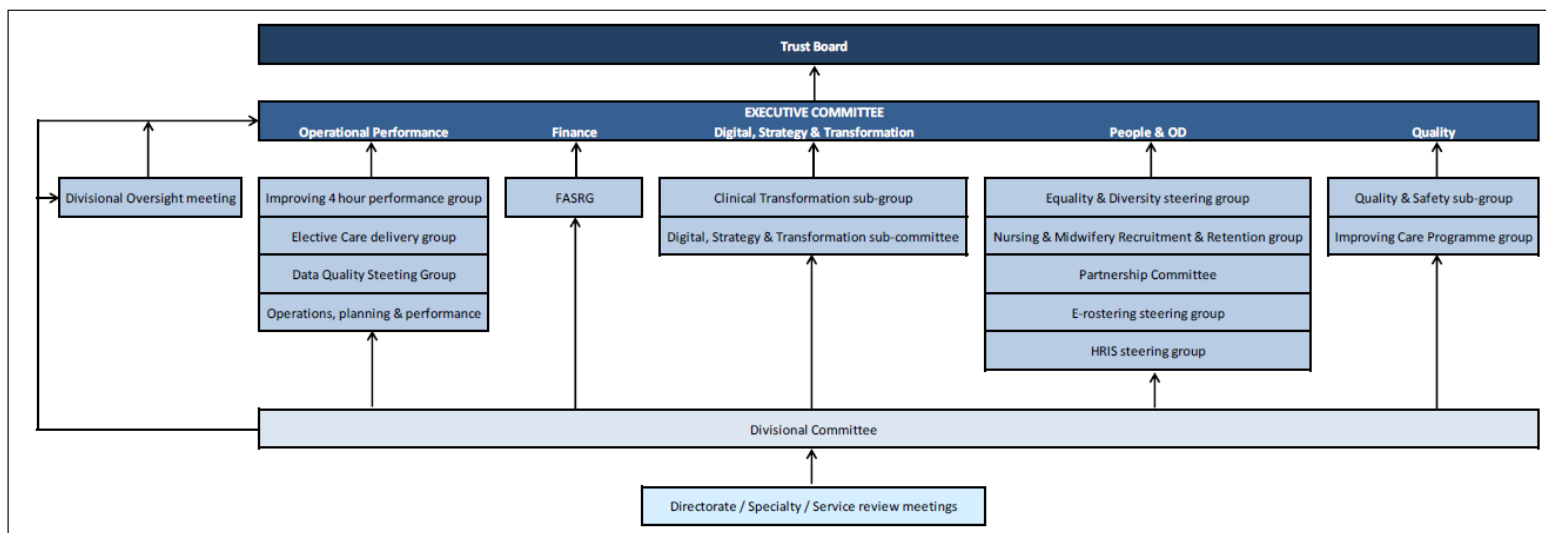 Trust Board
EXECUTIVE COMMITTEE
Operational Performance
Finance
Digital, Strategy & Transformation
People & OD
Quality
Divisional Oversight meeting
Improving 4 hour performance group
Elective Care delivery group
Data Quality Steeting Group
Operations, planning & performance
FASRG
Clinical Transformation sub-group
Digital, Strategy & Transformation sub-committee
Equality & Diversity steering group
Nursing & Midwifery Recruitment & Retention group
Partnership Committee
E-rostering steering group
HRIS steering group
Quality & Safety sub-group
Improving Care Programme group
Divisional Committee
Directorate / Specialty / Service review meetings